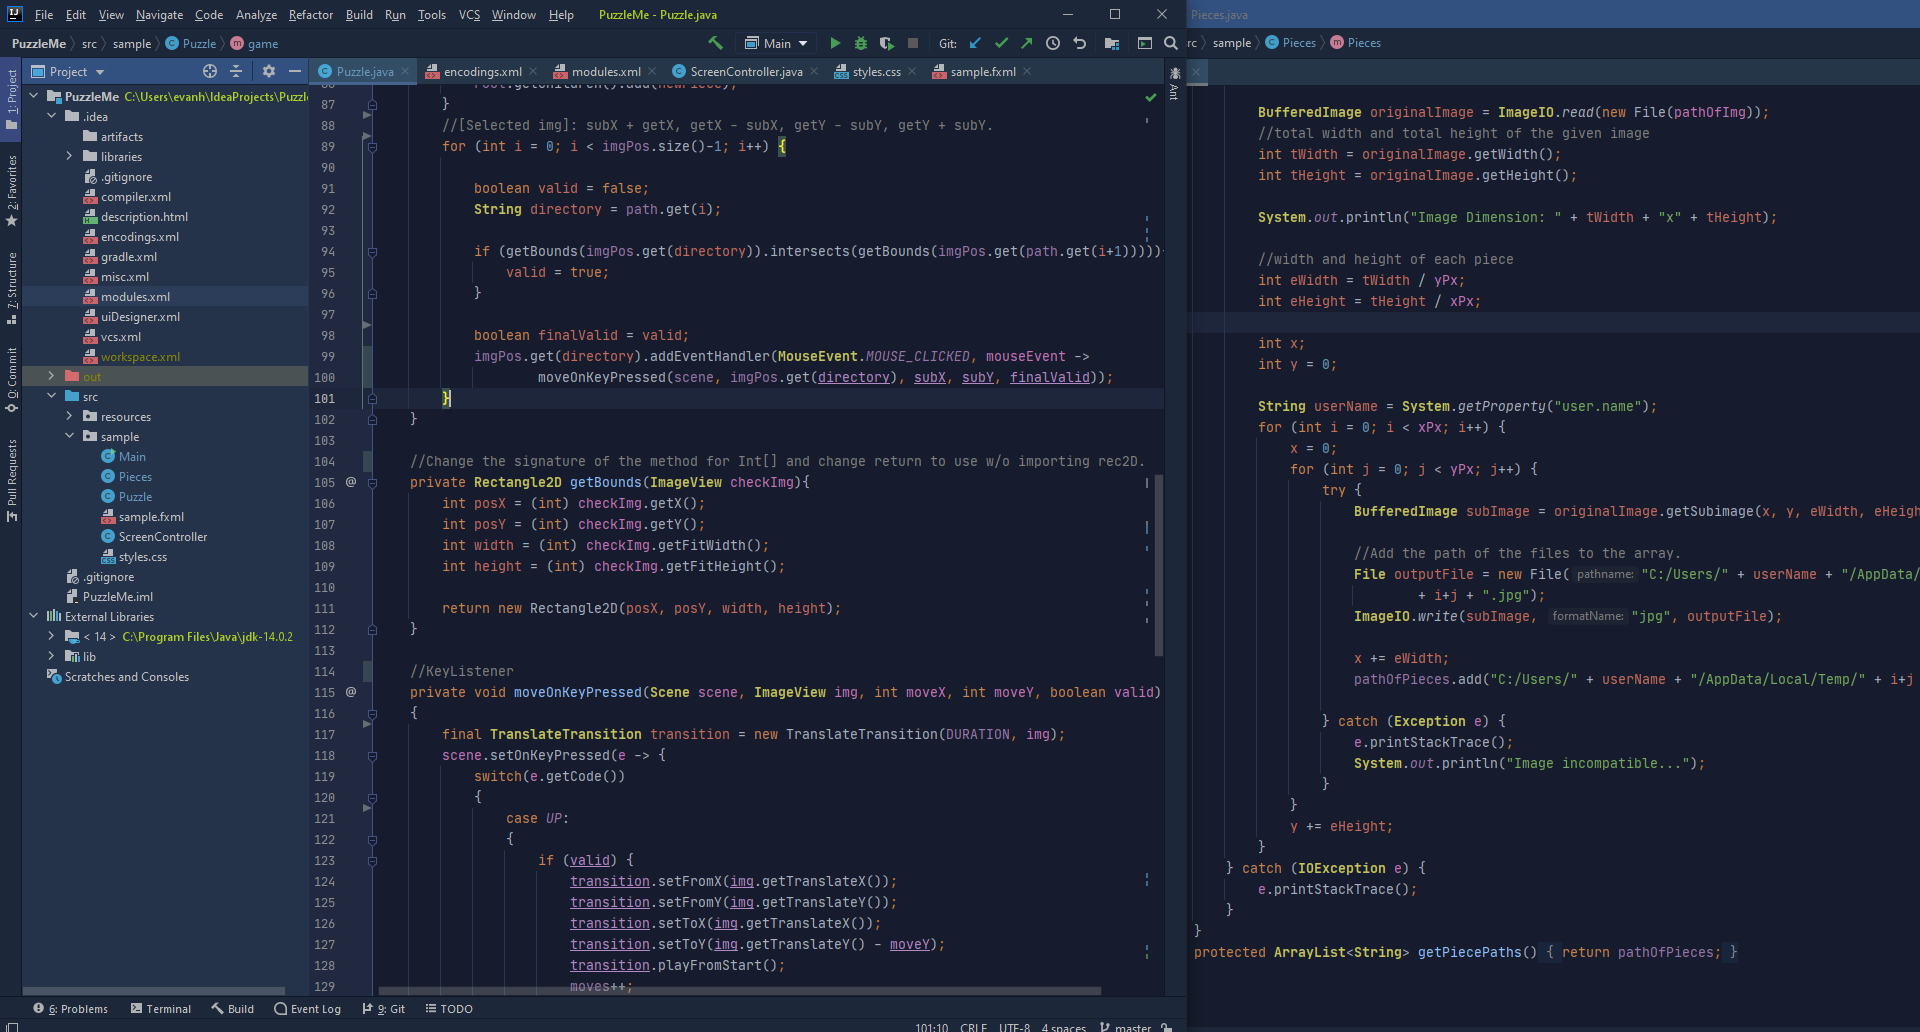 File Edit View Navigate Code Analyze Refactor Build Run Tools VCS Window Help PuzzleMe - Puzzle.java
PuzzleMe src sample Puzzle game
Main Git:
Project
Puzzle.java encodings.xml modules.xml ScreenController.java styles.css sample.fxml
1: Project
2: Favorites
7: Structure
0: Commit
Pull Requests
Ant
PuzzleMe C:\Users\evanh\IdeaProjects\Puzzl
.idea
artifacts
libraries
.gitignore
compiler.xml
description.html
encodings.xml
gradle.xml
misc.xml
modules.xml
uiDesigner.xml
vcs.xml
workspace.xml
out
src
resources
sample
Main
Pieces
Puzzle
sample.fxml
ScreenController
styles.css
.gitignore
PuzzleMe.iml
External Libraries
< 14 > C:\Program Files\Java\jdk-14.0.2
lib
Scratches and Consoles
87 }
88 //[Selected img]: subX + getX, getX - subX, getY - subY, getY + subY.
89 for (int i = 0; i < imgPos.size()-1; i++) {
90
91 boolean valid = false;
92 String directory = path.get(i);
93
94 if (getBounds(imgPos.get(directory)).intersects(getBounds(imgPos.get(path.get(i+1)))))
95 valid = true;
96 }
97
98 boolean finalValid = valid;
99 imgPos.get(directory).addEventHandler(MouseEvent.MOUSE_CLICKED, mouseEvent ->
100 moveOnKeyPressed(scene, imgPos.get(directory), subX, subY, finalValid));
101 }
102 }
103
104 //Change the signature of the method for Int[] and change return to use w/o importing rec2D.
105 @ private Rectangle2D getBounds(ImageView checkImg){
106 int posX = (int) checkImg.getX();
107 int posY = (int) checkImg.getY();
108 int width = (int) checkImg.getFitWidth();
109 int height = (int) checkImg.getFitHeight();
110
111 return new Rectangle2D(posX, posY, width, height);
112 }
113
114 //KeyListener
115 @ private void moveOnKeyPressed(Scene scene, ImageView img, int moveX, int moveY, boolean valid)
116 {
117 final TranslateTransition transition = new TranslateTransition(DURATION, img);
118 scene.setOnKeyPressed(e -> {
119 switch(e.getCode())
120 {
121 case UP:
122 {
123 if (valid) {
124 transition.setFromX(img.getTranslateX());
125 transition.setFromY(img.getTranslateY());
126 transition.setToX(img.getTranslateX());
127 transition.setToY(img.getTranslateY() - moveY);
128 transition.playFromStart();
129 moves++;
6: Problems Terminal Build Event Log 9: Git TODO
101:10 CRLF UTF-8 4 spaces master
Pieces.java
rc sample Pieces Pieces
BufferedImage originalImage = ImageIO.read(new File(pathOfImg));
//total width and total height of the given image
int tWidth = originalImage.getWidth();
int tHeight = originalImage.getHeight();
System.out.println("Image Dimension: " + tWidth + "x" + tHeight);
//width and height of each piece
int eWidth = tWidth / yPx;
int eHeight = tHeight / xPx;
int x;
int y = 0;
String userName = System.getProperty("user.name");
for (int i = 0; i < xPx; i++) {
x = 0;
for (int j = 0; j < yPx; j++) {
try {
BufferedImage subImage = originalImage.getSubimage(x, y, eWidth, eHeigh
//Add the path of the files to the array.
File outputFile = new File( pathname: "C:/Users/" + userName + "/AppData/
+ i+j + ".jpg");
ImageIO.write(subImage, formatName: "jpg", outputFile);
x += eWidth;
pathOfPieces.add("C:/Users/" + userName + "/AppData/Local/Temp/" + i+j
} catch (Exception e) {
e.printStackTrace();
System.out.println("Image incompatible...");
}
}
y += eHeight;
}
} catch (IOException e) {
e.printStackTrace();
}
}
protected ArrayList<String> getPiecePaths() { return pathOfPieces; }